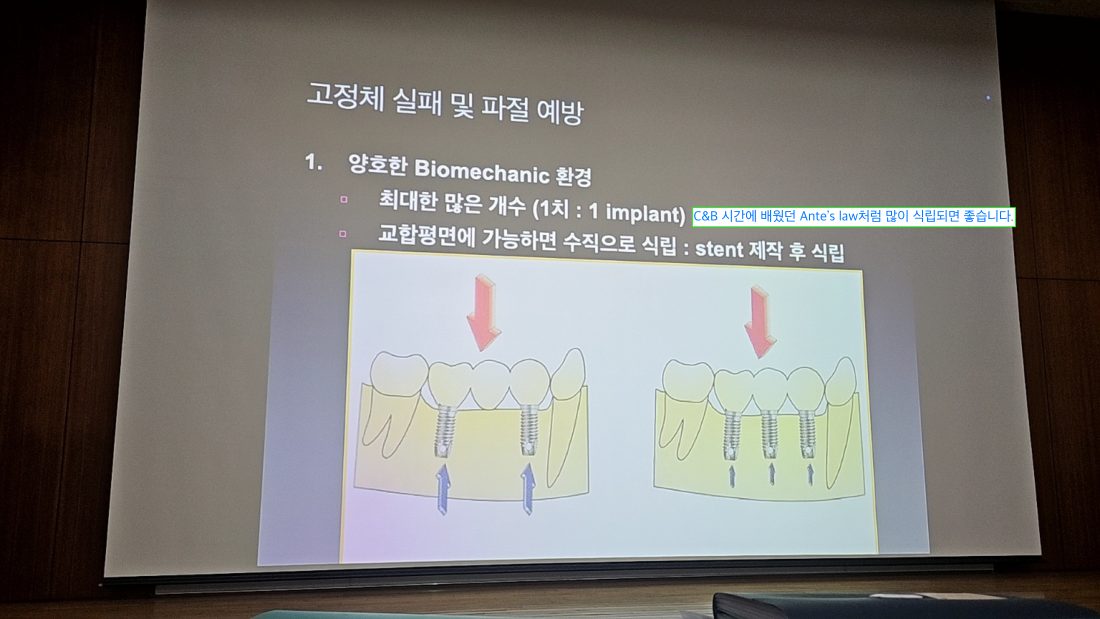 고정체 실패 및 파절 예방
1. 양호한 Biomechanic 환경
최대한 많은 개수 (1치 : 1 implant) C&B 시간에 배웠던 Ante's law처럼 많이 식립되면 좋습니다.
교합평면에 가능하면 수직으로 식립 : stent 제작 후 식립